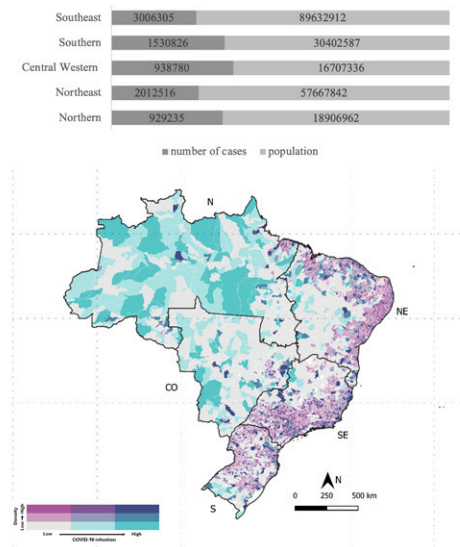 Southeast 3006305 89632912
Southern 1530826 30402587
Central Western 938780 16707336
Northeast 2012516 57667842
Northern 929235 18906962
number of cases population
N
NE
CO
SE
S
N
0 250 500 km
Density
Low High
Low High
COVID-19 infection